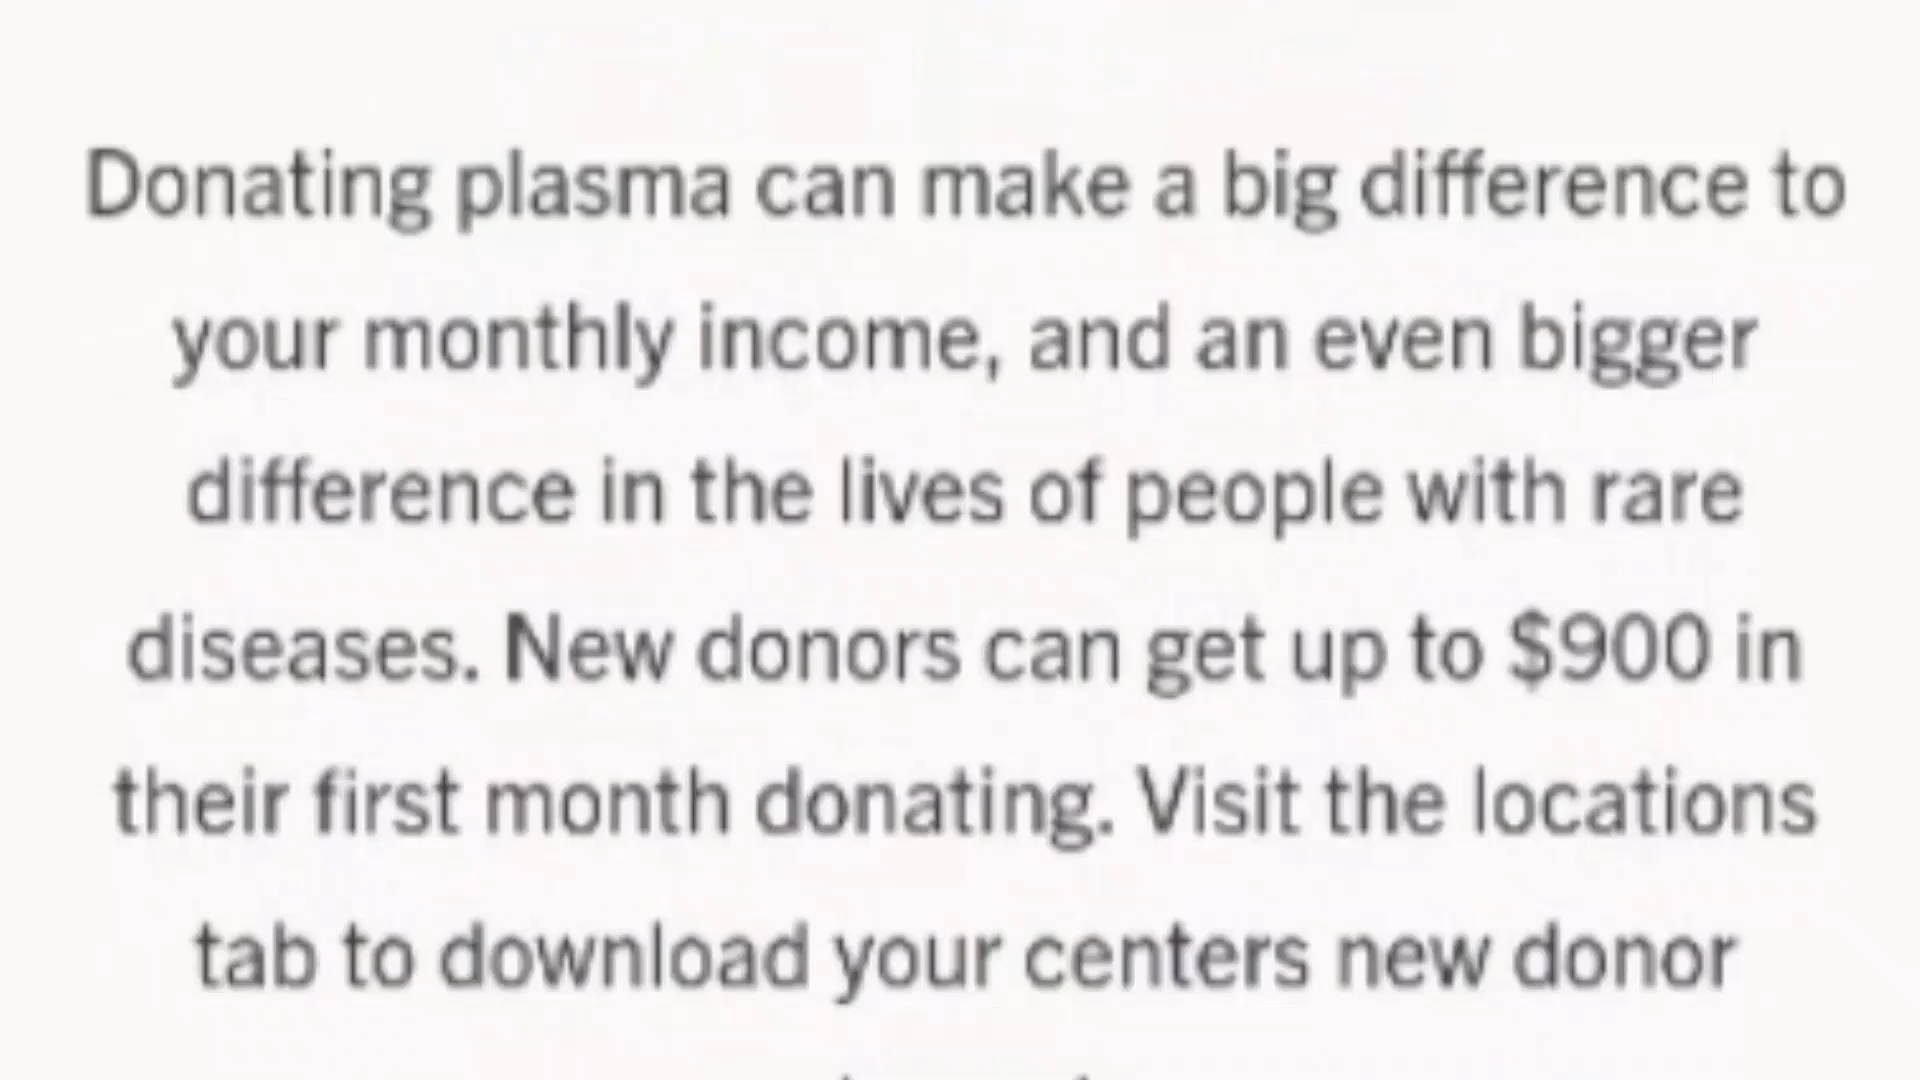 Donating plasma can make a big difference to
your monthly income, and an even bigger
difference in the lives of people with rare
diseases. New donors can get up to $900 in
their first month donating. Visit the locations
tab to download your centers new donor